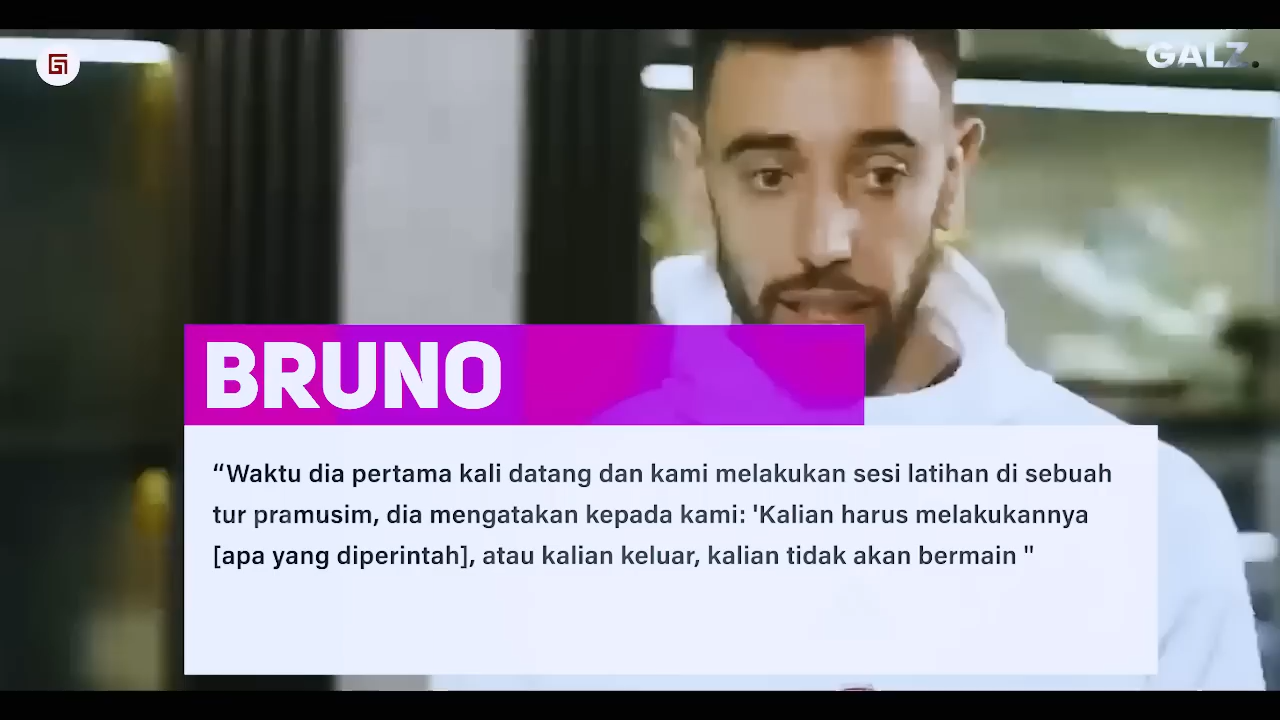 GALZ.
BRUNO
“Waktu dia pertama kali datang dan kami melakukan sesi latihan di sebuah
tur pramusim, dia mengatakan kepada kami: 'Kalian harus melakukannya
[apa yang diperintah], atau kalian keluar, kalian tidak akan bermain "